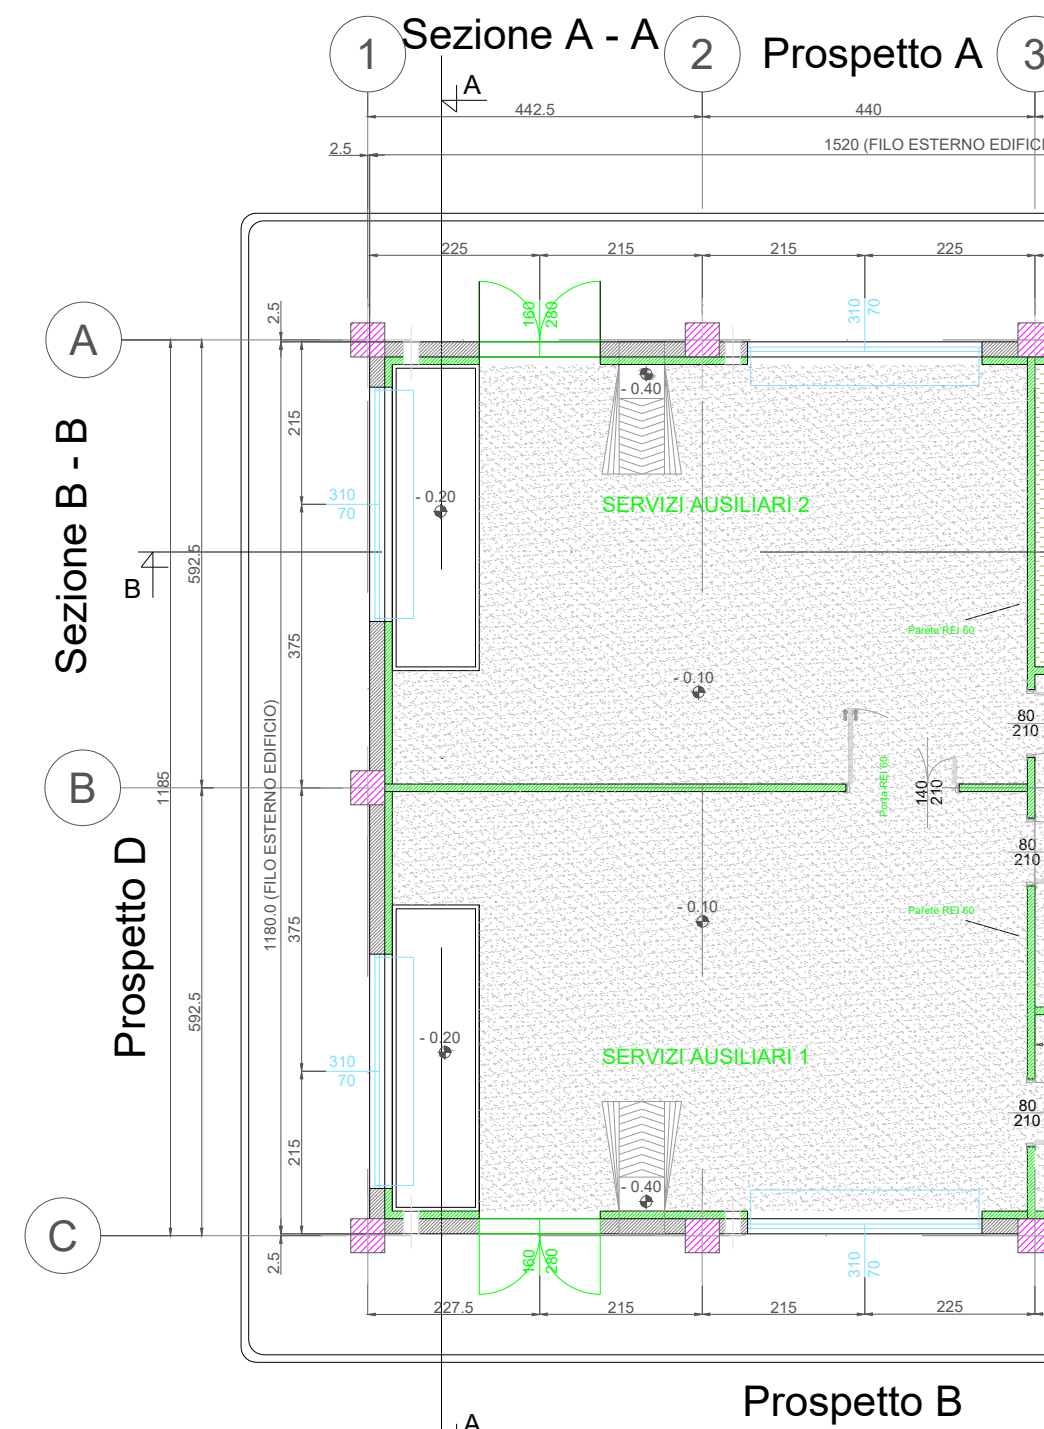 1
Sezione A - A
2
Prospetto A
3
A
442.5
440
2.5
1520 (FILO ESTERNO EDIFICI
225
215
215
225
2.5
160
280
310
70
A
- 0.40
215
310
70
- 0.20
SERVIZI AUSILIARI 2
Sezione B - B
B
592.5
375
Parete REI 60
- 0.10
80
210
1180.0 (FILO ESTERNO EDIFICIO)
1185
B
Porta REI 60
140
210
80
210
Prospetto D
375
- 0.10
Parete REI 60
592.5
- 0.20
SERVIZI AUSILIARI 1
310
70
215
80
210
- 0.40
C
2.5
160
280
310
70
227.5
215
215
225
Prospetto B
A